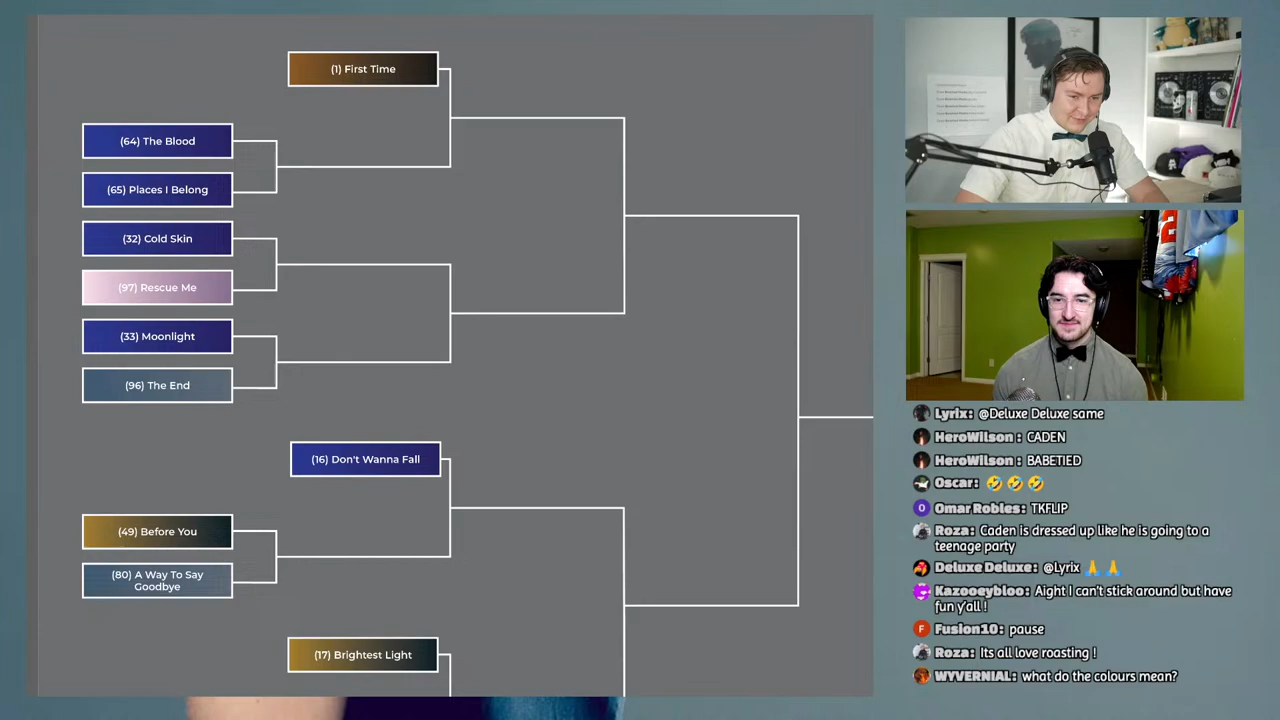 (1) First Time
(64) The Blood
(65) Places I Belong
(32) Cold Skin
(97) Rescue Me
(33) Moonlight
(96) The End
(16) Don't Wanna Fall
(49) Before You
(80) A Way To Say
Goodbye
(17) Brightest Light
Lyrix: @Deluxe Deluxe same
HeroWilson : CADEN
HeroWilson : BABETIED
Oscar: 🤣 🤣 🤣
O Omar Robles: TKFLIP
Roza: Caden is dressed up like he is going to a
teenage party
Deluxe Deluxe: @Lyrix 🙏 🙏
Kazooeybloo: Aight I can't stick around but have
fun y'all !
F Fusion10: pause
Roza: Its all love roasting !
WYVERNIAL: what do the colours mean?